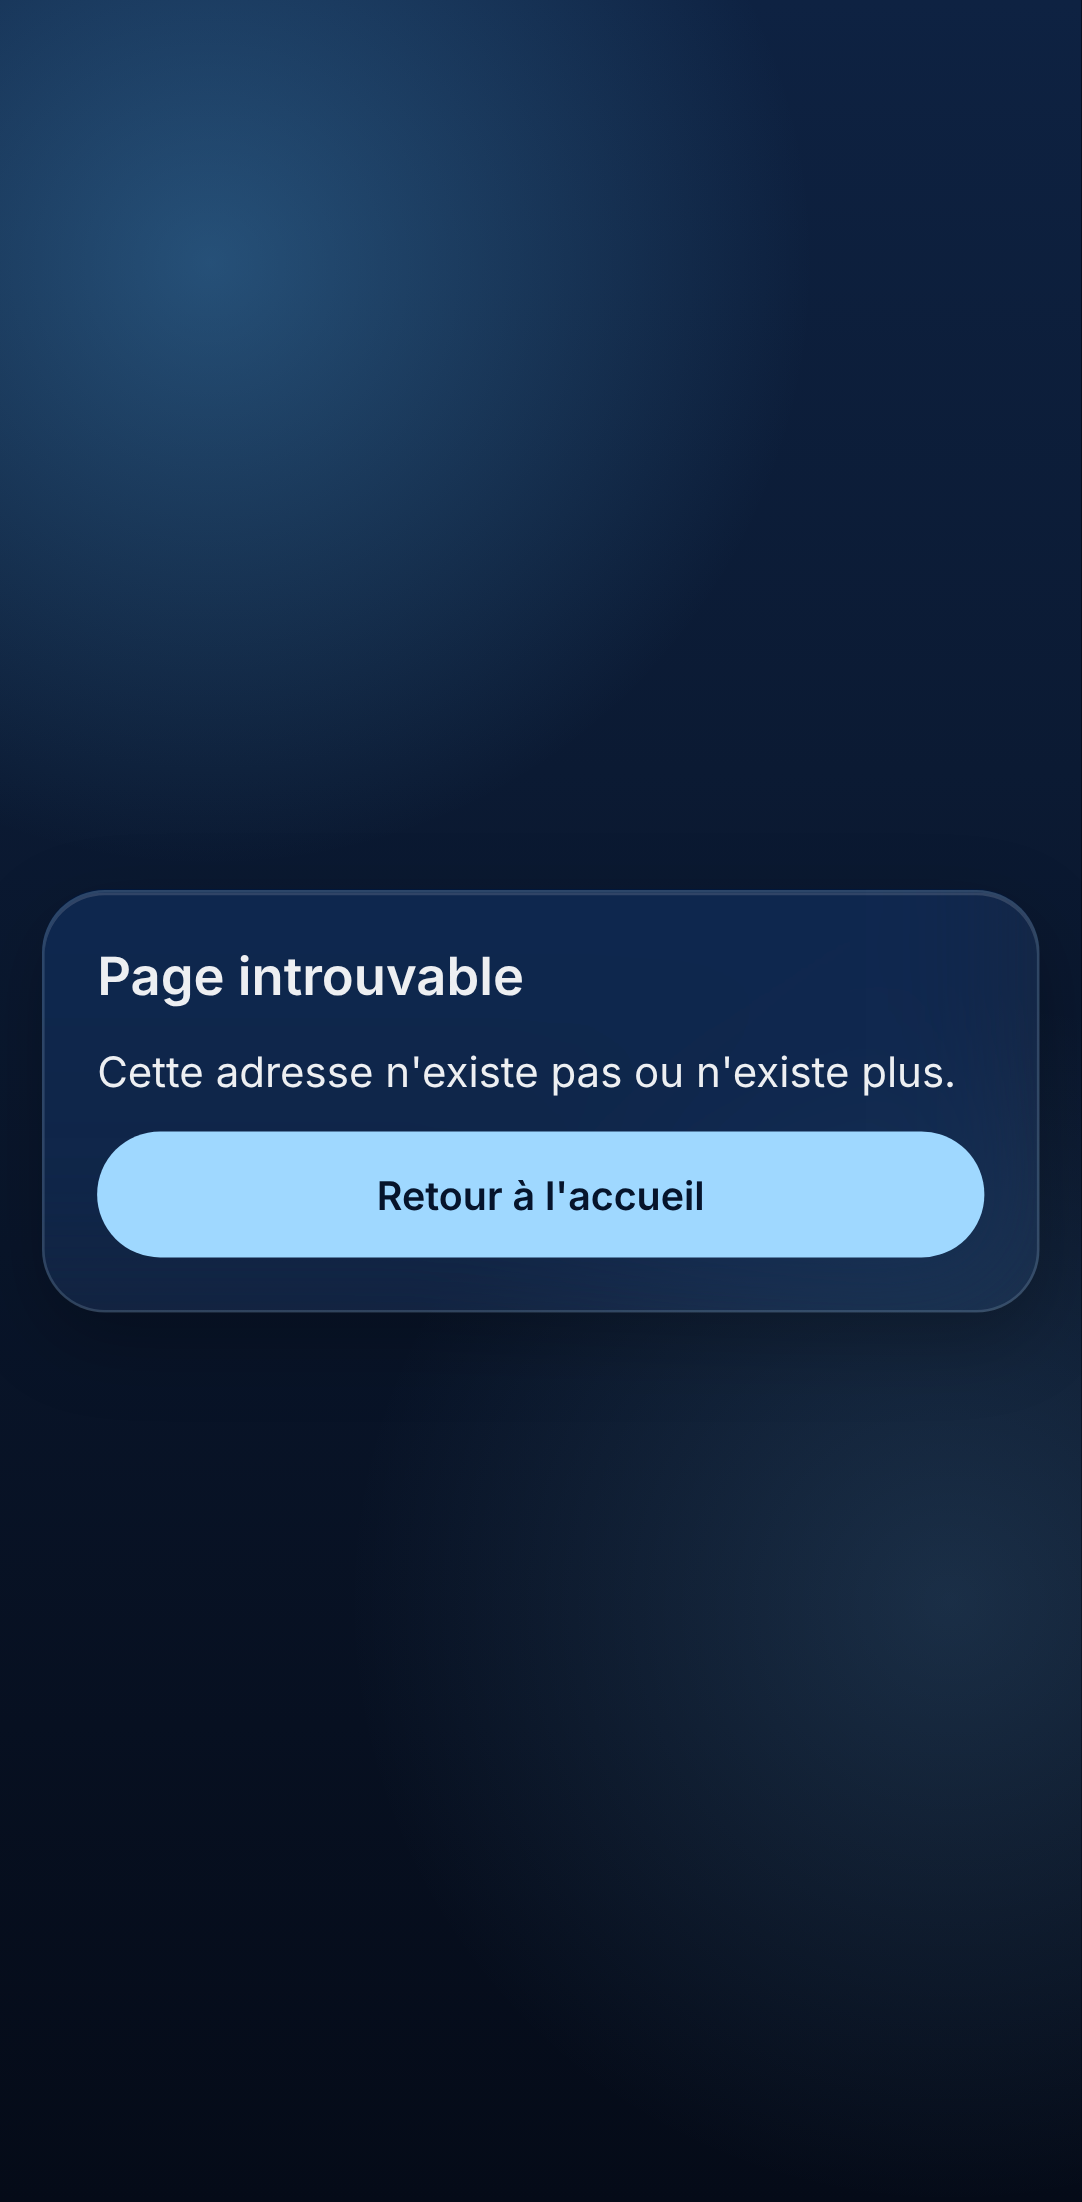 Page introuvable
Cette adresse n'existe pas ou n'existe plus.
Retour à l'accueil